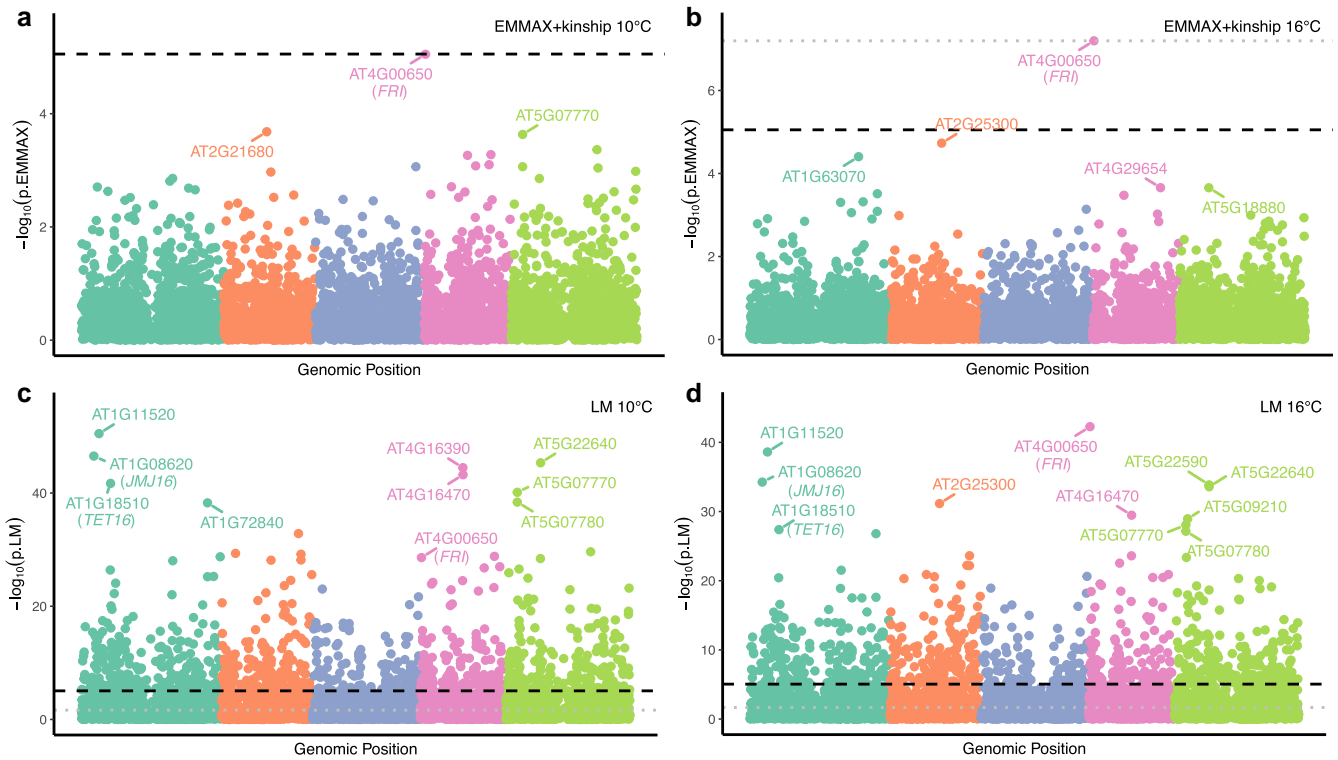 a
EMMAX+kinship 10°C
−log10(p.EMMAX)
4
2
0
AT4G00650
(FRI)
AT2G21680
AT5G07770
Genomic Position
b
EMMAX+kinship 16°C
−log10(p.EMMAX)
6
4
2
0
AT4G00650
(FRI)
AT2G25300
AT1G63070
AT4G29654
AT5G18880
Genomic Position
c
LM 10°C
−log10(p.LM)
40
20
0
AT1G11520
AT1G08620
(JMJ16)
AT1G18510
(TET16)
AT1G72840
AT4G16390
AT4G16470
AT4G00650
(FRI)
AT5G22640
AT5G07770
AT5G07780
Genomic Position
d
LM 16°C
−log10(p.LM)
40
30
20
10
0
AT1G11520
AT1G08620
(JMJ16)
AT1G18510
(TET16)
AT2G25300
AT4G00650
(FRI)
AT4G16470
AT5G22590
AT5G22640
AT5G09210
AT5G07770
AT5G07780
Genomic Position